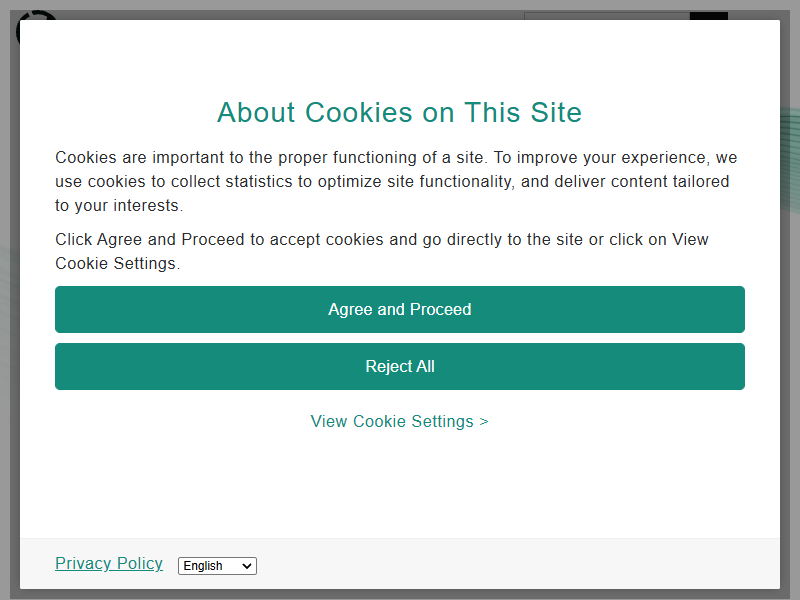 About Cookies on This Site
Cookies are important to the proper functioning of a site. To improve your experience, we
use cookies to collect statistics to optimize site functionality, and deliver content tailored
to your interests.
Click Agree and Proceed to accept cookies and go directly to the site or click on View
Cookie Settings.
Agree and Proceed
Reject All
View Cookie Settings >
Privacy Policy
English